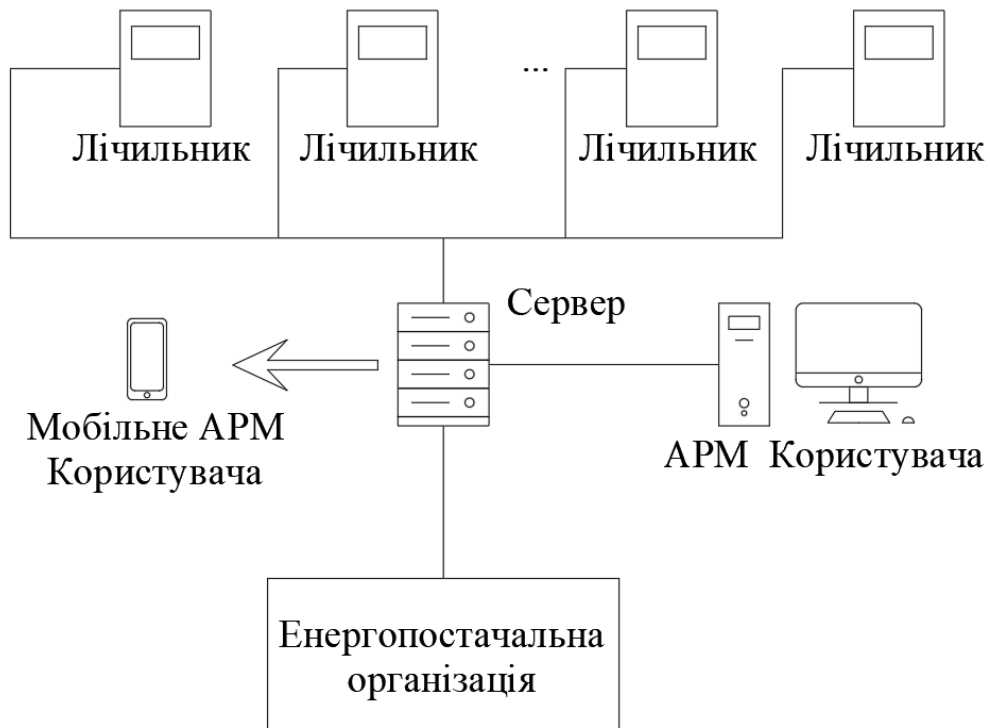 ...
Лічильник Лічильник Лічильник Лічильник
Сервер
Мобільне АРМ
Користувача
АРМ Користувача
Енергопостачальна
організація